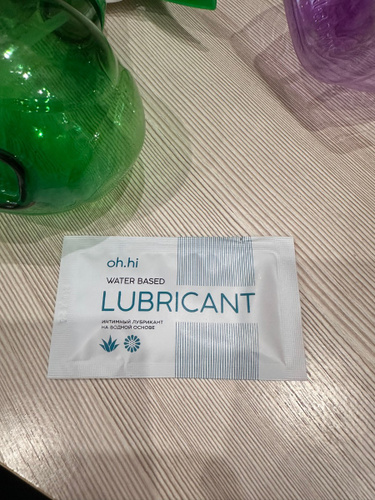 oh.hi
WATER BASED
LUBRICANT
ИНТИМНЫЙ ЛУБРИКАНТ
НА ВОДНОЙ ОСНОВЕ